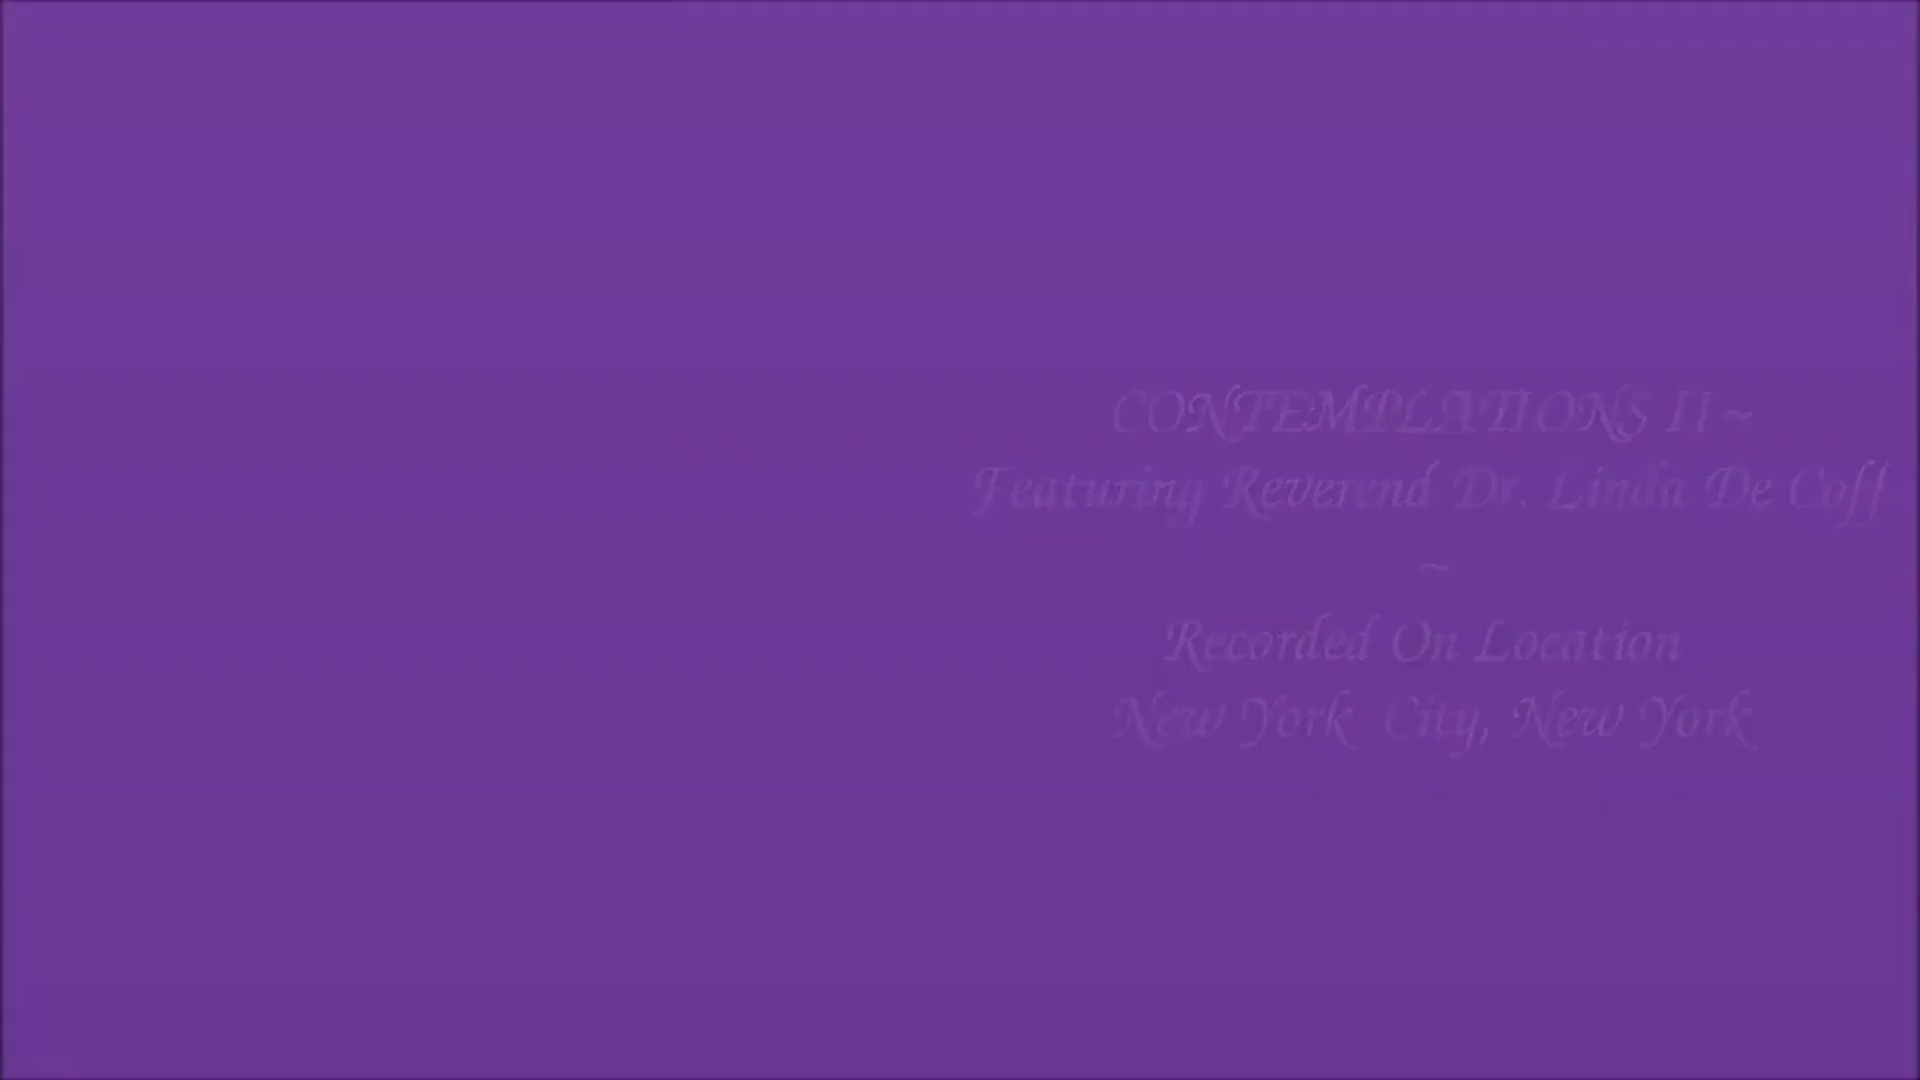 CONTEMPLATIONS II ~
Featuring Reverend Dr. Linda De Coff
~
Recorded On Location
New York City, New York